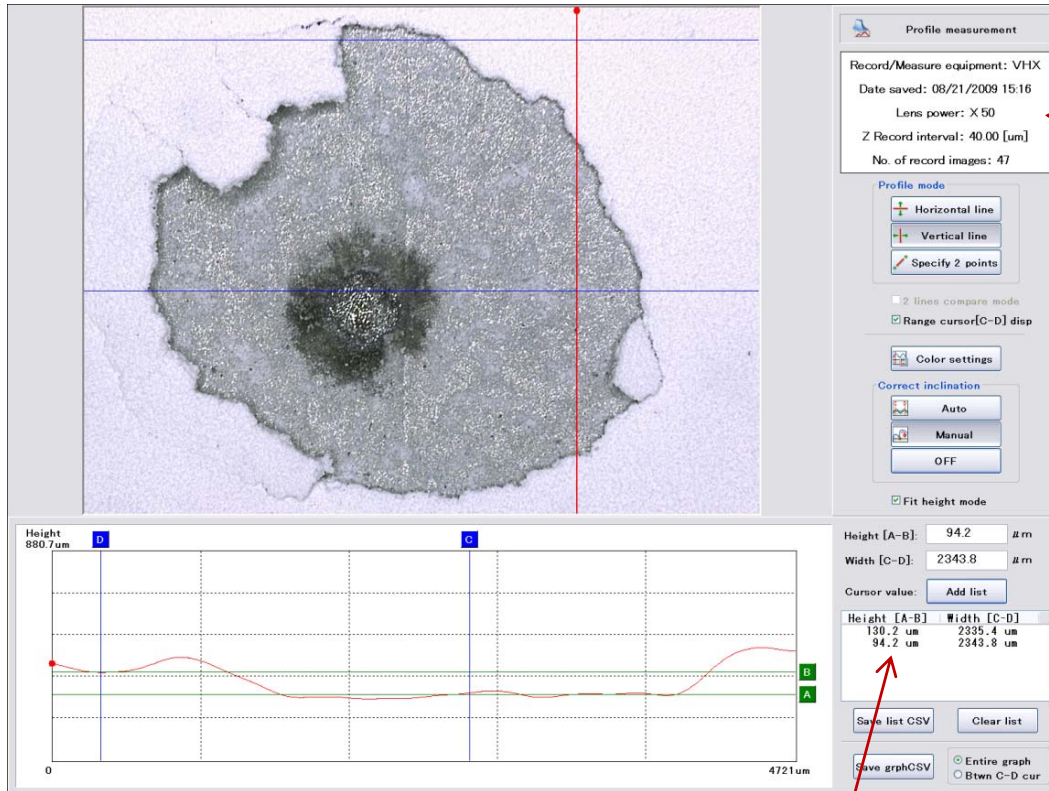 Profile measurement
Record/Measure equipment: VHX
Date saved: 08/21/2009 15:16
Lens power: X 50
Z Record interval: 40.00 [um]
No. of record images: 47
Profile mode
Horizontal line
Vertical line
Specify 2 points
2 lines compare mode
Range cursor[C-D] disp
Color settings
Correct inclination
Auto
Manual
OFF
Fit height mode
Height
880.7um
D
C
B
A
0
4721um
Height [A-B]: 94.2 μm
Width [C-D]: 2343.8 μm
Cursor value: Add list
Height [A-B] Width [C-D]
130.2 um 2335.4 um
94.2 um 2343.8 um
Save list CSV Clear list
Save grphCSV
Entire graph
Btwn C-D cur